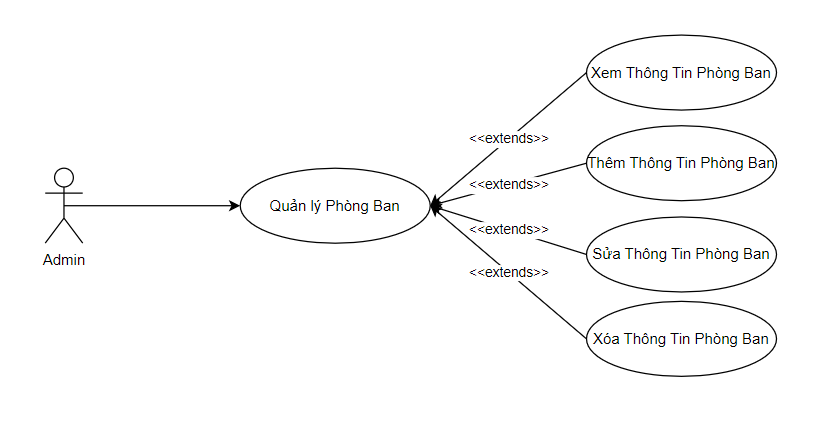 Xem Thông Tin Phòng Ban
<<extends>>
Thêm Thông Tin Phòng Ban
<<extends>>
Quản lý Phòng Ban
<<extends>>
Sửa Thông Tin Phòng Ban
Admin
<<extends>>
Xóa Thông Tin Phòng Ban